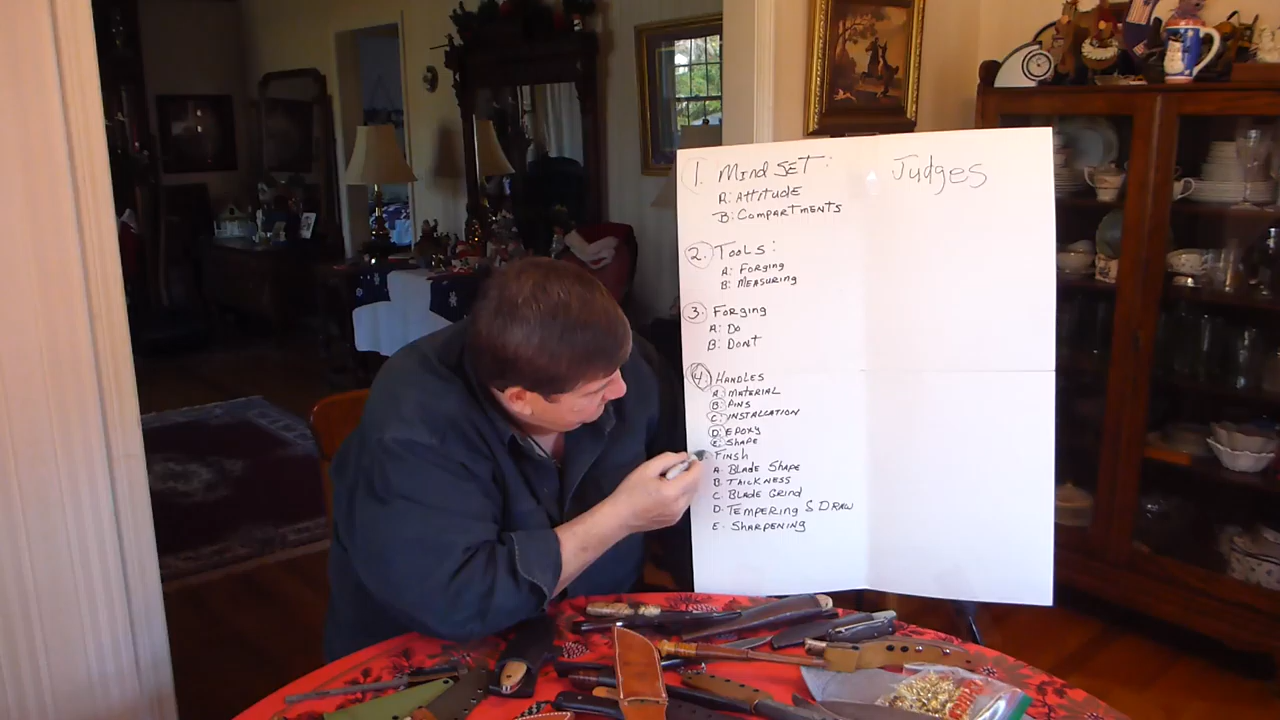 1. Mind SET:
A: Attitude
B: Compartments
2. Tools:
A: Forging
B: Measuring
3. Forging
A: Do
B: Dont
4. Handles
A: Material
B: Pins
C: Installation
D: Epoxy
E: Shape
Finsh
A. Blade Shape
B. Thickness
C. Blade Grind
D. Tempering & Draw
E. Sharpening
Judges